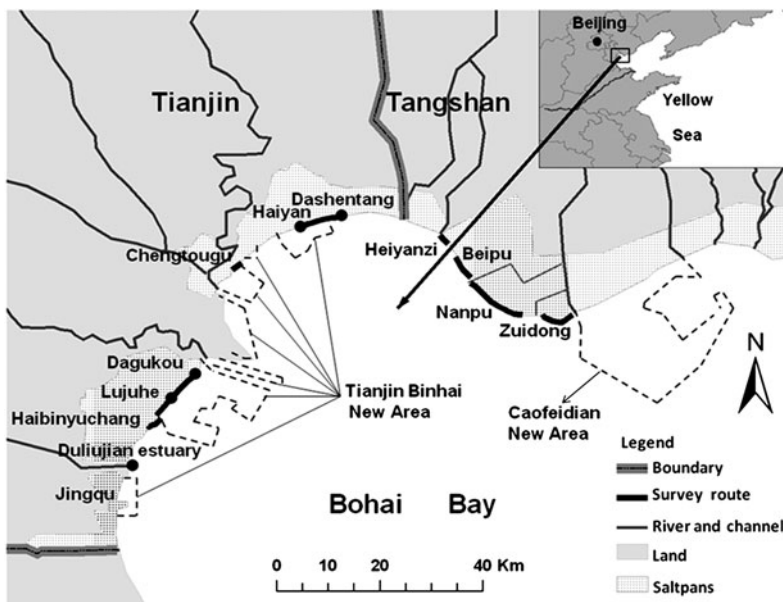 Beijing
Yellow
Sea
Tianjin
Tangshan
Dashentang
Haiyan
Chengtougu
Heiyanzi
Beipu
Nanpu
Zuidong
Dagukou
Lujuhe
Haibinyuchang
Duliujian estuary
Jingqu
Tianjin Binhai
New Area
Caofeidian
New Area
N
Bohai Bay
0 10 20 40 Km
Legend
Boundary
Survey route
River and channel
Land
Saltpans